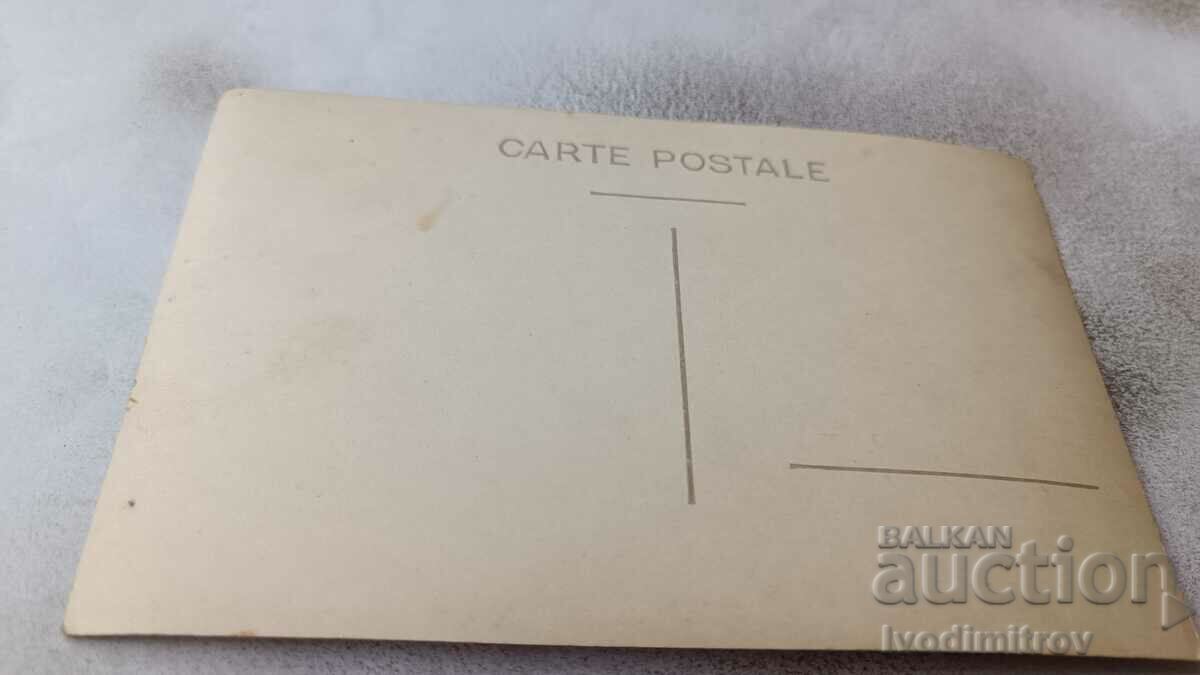 CARTE POSTALE
BALKAN
auction
Ivodimitrov